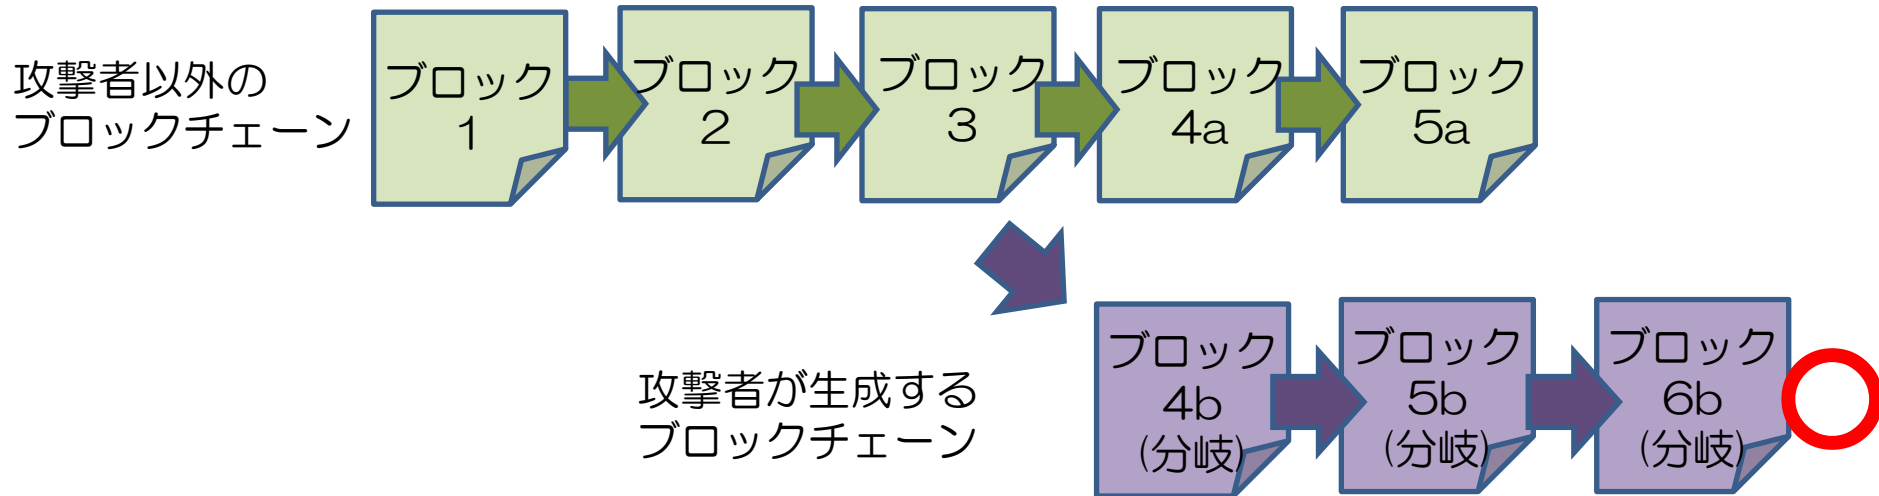 攻撃者以外の
ブロックチェーン
ブロック
1
ブロック
2
ブロック
3
ブロック
4a
ブロック
5a
攻撃者が生成する
ブロックチェーン
ブロック
4b
(分岐)
ブロック
5b
(分岐)
ブロック
6b
(分岐)